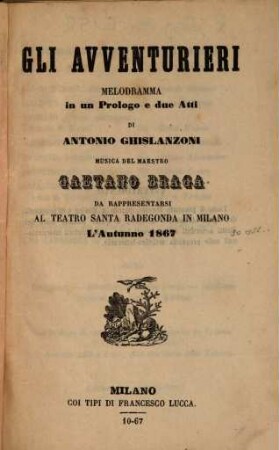 GLI AVVENTURIERI
MELODRAMMA
in un Prologo e due Atti
DI
ANTONIO GHISLANZONI
MUSICA DEL MAESTRO
GAETANO BRAGA
DA RAPPRESENTARSI
AL TEATRO SANTA RADEGONDA IN MILANO
L'Autunno 1867
MILANO
COI TIPI DI FRANCESCO LUCCA.
10-67